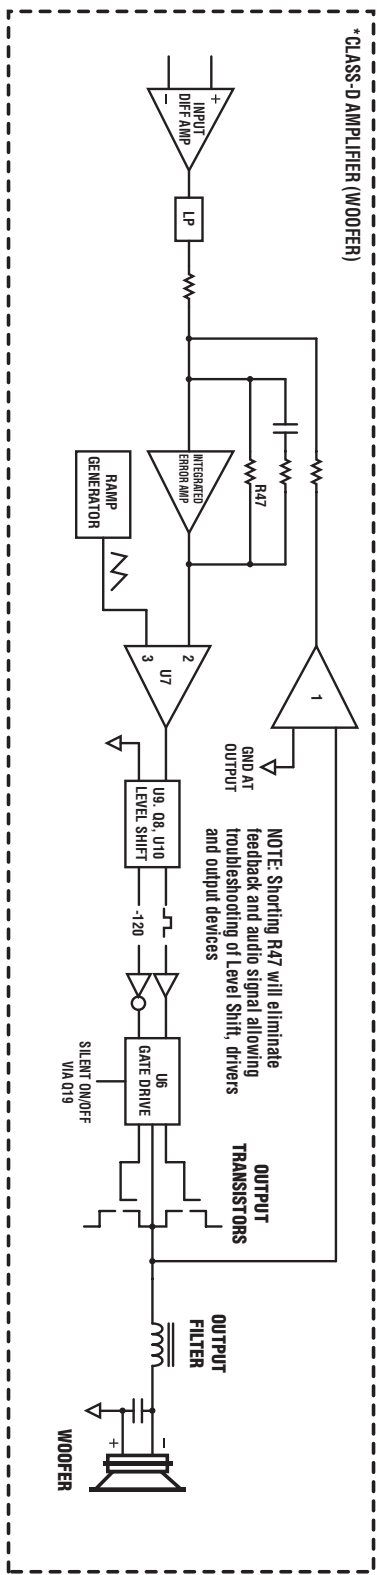 *CLASS-D AMPLIFIER (WOOFER)
+
−
INPUT
DIFF AMP
LP
R47
INTEGRATED
ERROR AMP
RAMP
GENERATOR
2
3
U7
1
GND AT
OUTPUT
NOTE: Shorting R47 will eliminate
feedback and audio signal allowing
troubleshooting of Level Shift, drivers
and output devices
U9. Q8, U10
LEVEL SHIFT
-120
U6
GATE DRIVE
SILENT ON/OFF
VIA Q19
OUTPUT
TRANSISTORS
OUTPUT
FILTER
−
+
WOOFER